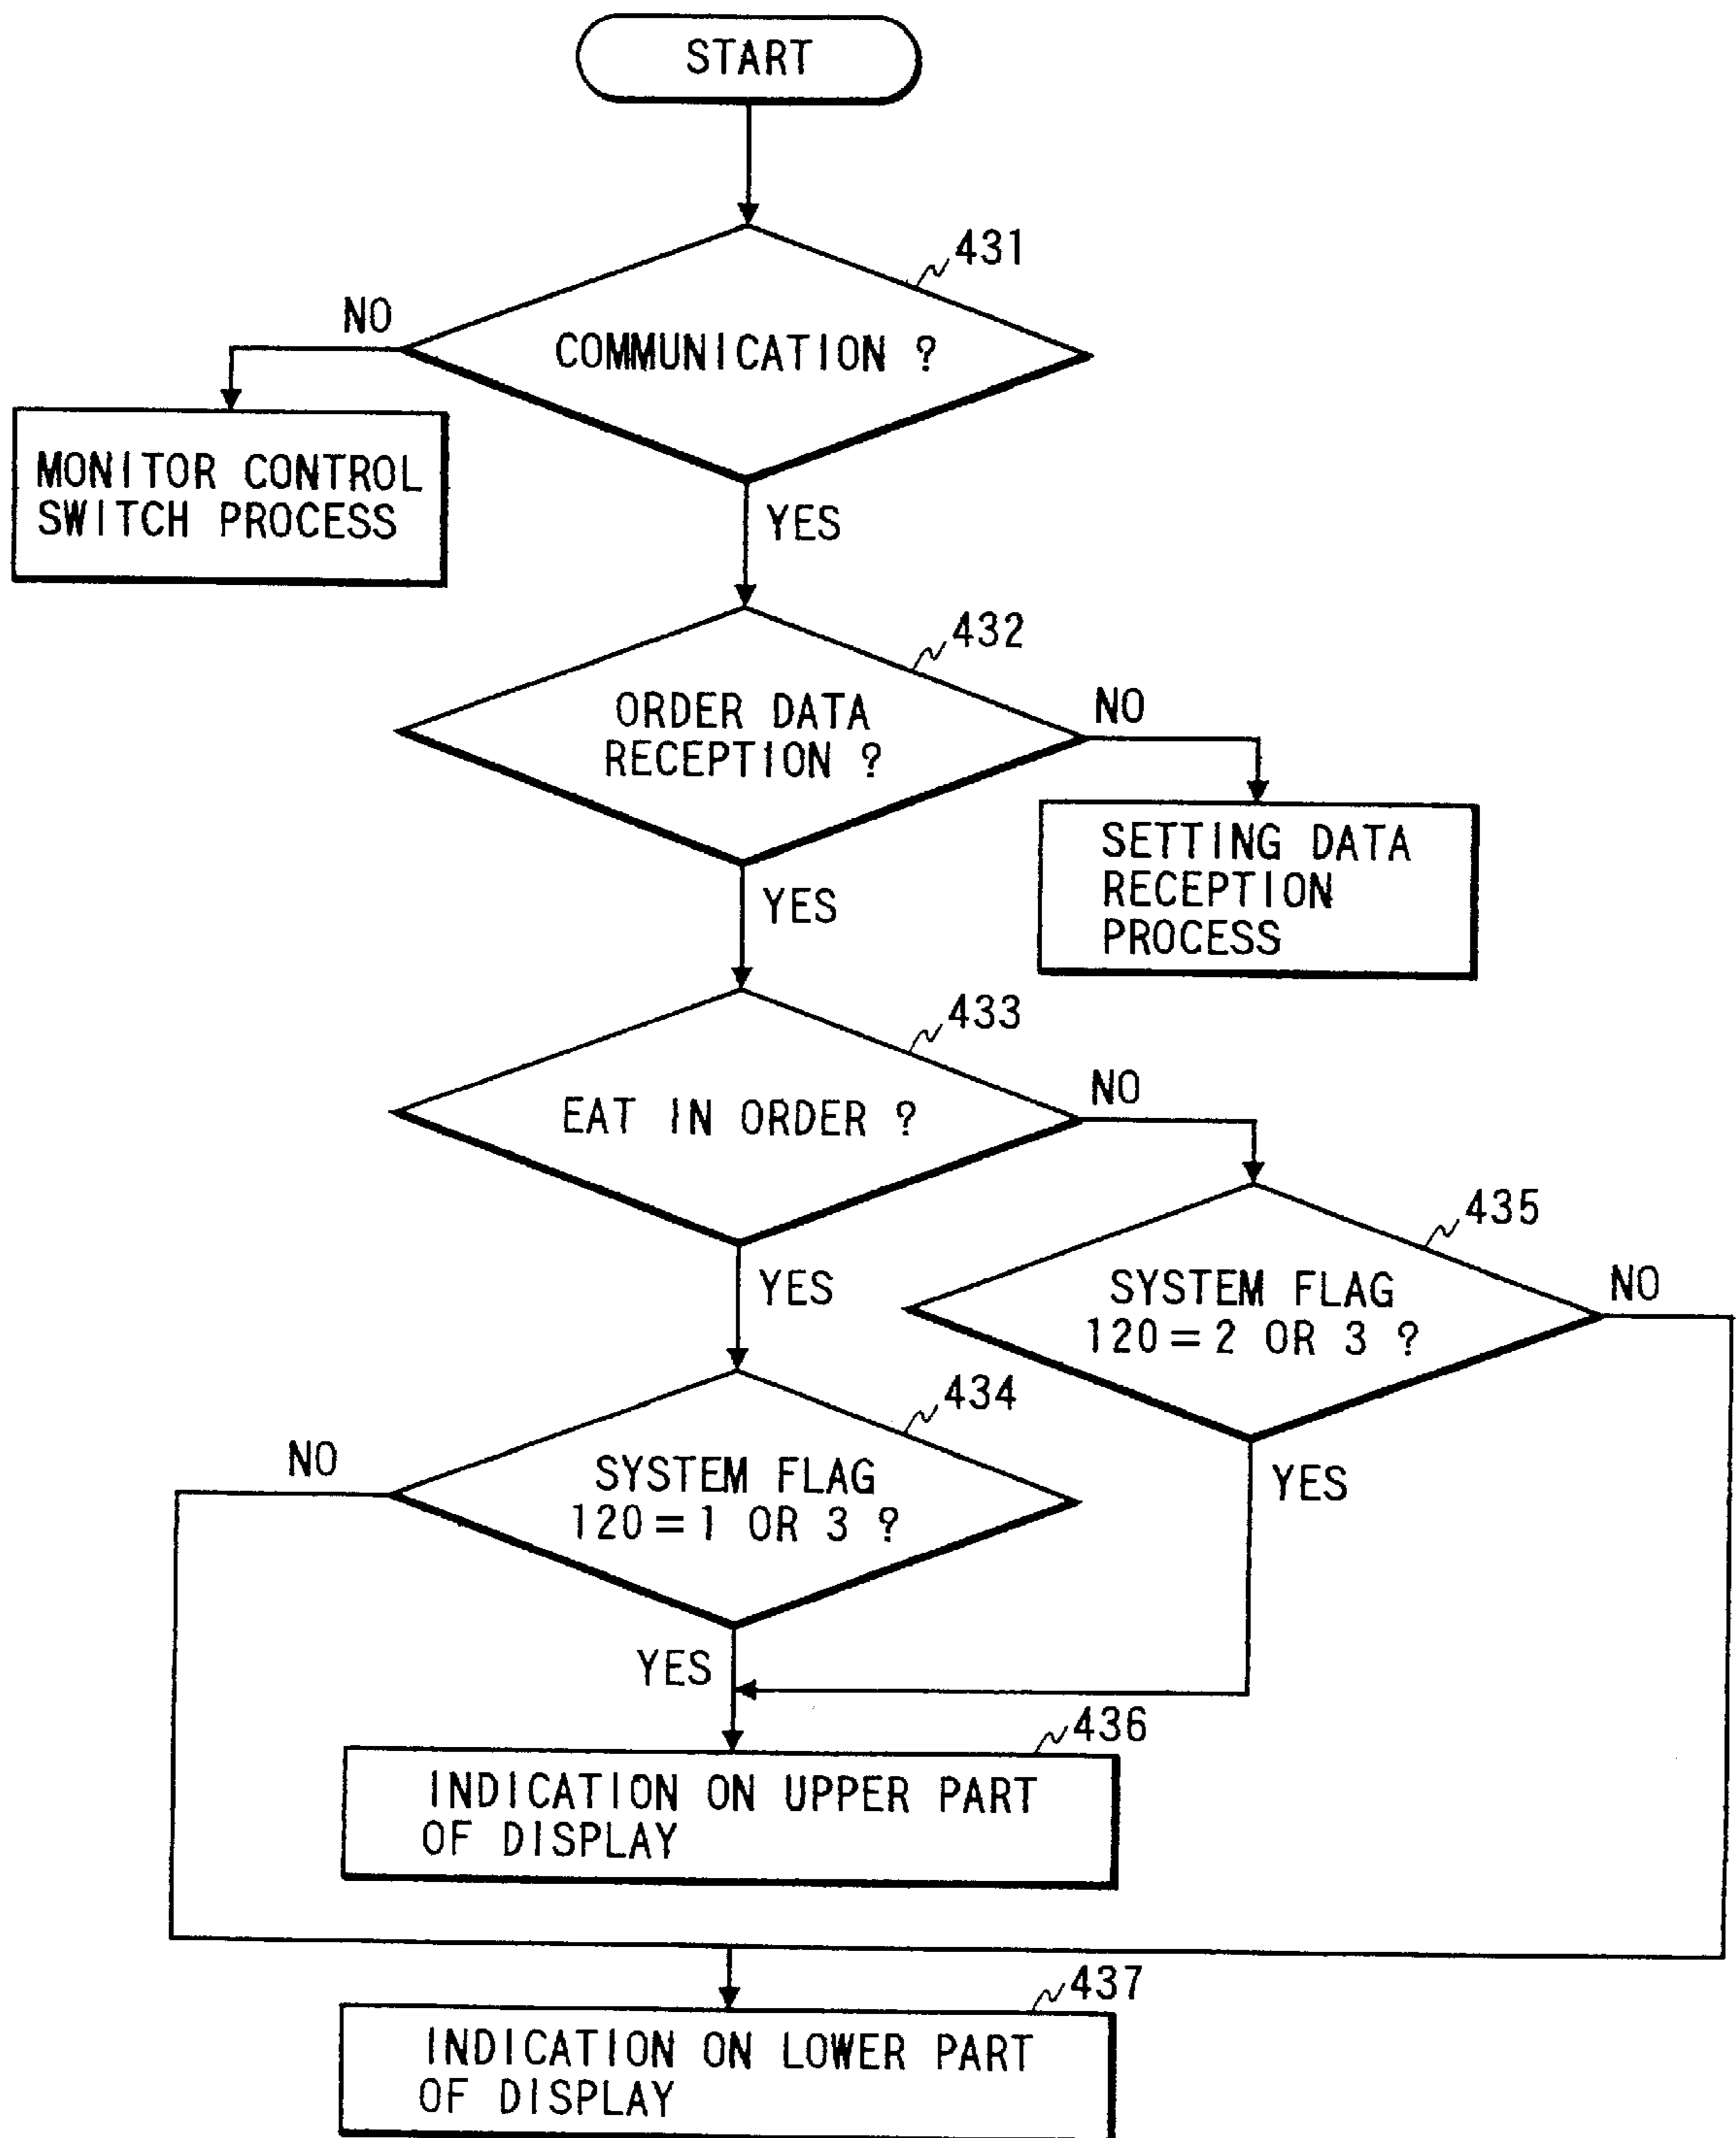 START
431
NO
COMMUNICATION ?
MONITOR CONTROL
SWITCH PROCESS
YES
432
ORDER DATA
RECEPTION ?
NO
SETTING DATA
RECEPTION
PROCESS
YES
433
EAT IN ORDER ?
NO
435
YES
SYSTEM FLAG
120=2 OR 3 ?
NO
434
NO
SYSTEM FLAG
120=1 OR 3 ?
YES
YES
436
INDICATION ON UPPER PART
OF DISPLAY
437
INDICATION ON LOWER PART
OF DISPLAY